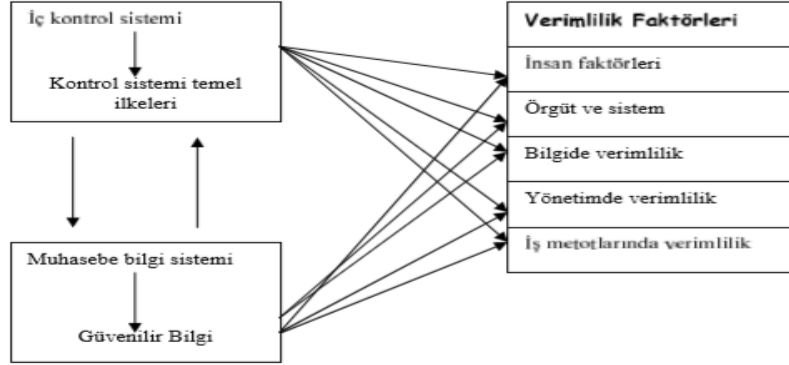 İç kontrol sistemi
Kontrol sistemi temel
ilkeleri
Muhasebe bilgi sistemi
Güvenilir Bilgi
Verimlilik Faktörleri
İnsan faktörleri
Örgüt ve sistem
Bilgide verimlilik
Yönetimde verimlilik
İş metotlarında verimlilik